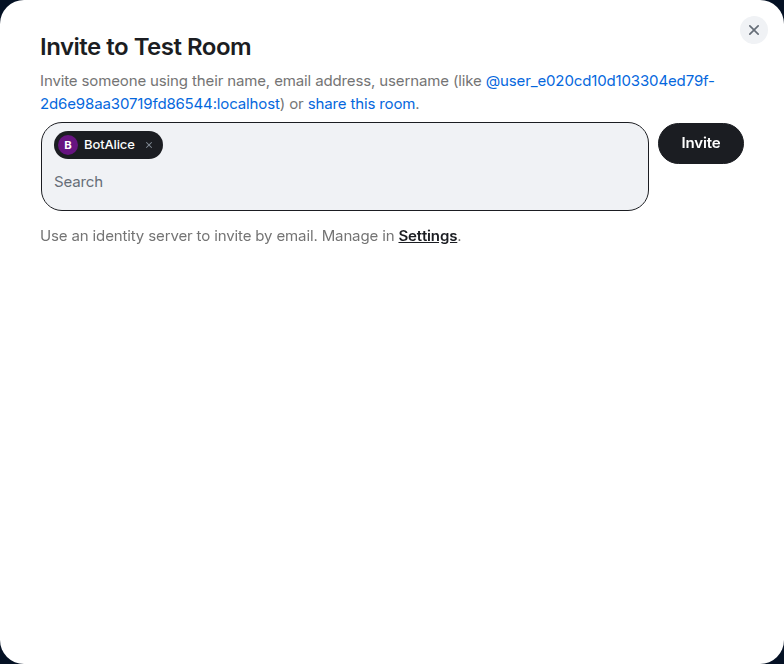 Invite to Test Room
Invite someone using their name, email address, username (like @user_e020cd10d103304ed79f-
2d6e98aa30719fd86544:localhost) or share this room.
B BotAlice ×
Invite
Search
Use an identity server to invite by email. Manage in Settings.